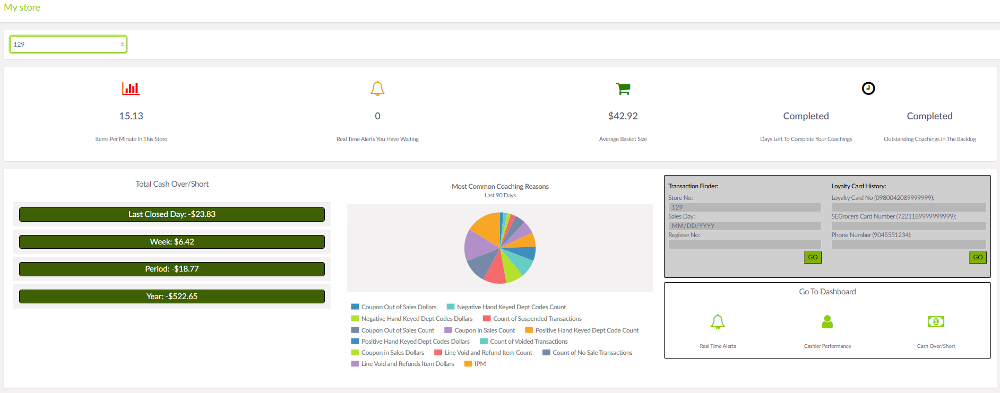 My store
129
15.13
Items Per Minute In This Store
0
Real Time Alerts You Have Waiting
$42.92
Average Basket Size
Completed
Days Left To Complete Your Coachings
Completed
Outstanding Coachings In The Backlog
Total Cash Over/Short
Last Closed Day: -$23.83
Week: $6.42
Period: -$18.77
Year: -$522.65
Most Common Coaching Reasons
Last 90 Days
Coupon Out of Sales Dollars Negative Hand Keyed Dept Codes Count
Negative Hand Keyed Dept Codes Dollars Count of Suspended Transactions
Coupon Out of Sales Count Coupon in Sales Count Positive Hand Keyed Dept Code Count
Positive Hand Keyed Dept Codes Dollars Count of Voided Transactions
Coupon in Sales Dollars Line Void and Refund Item Count Count of No Sale Transactions
Line Void and Refunds Item Dollars IPM
Transaction Finder:
Store No:
129
Sales Day:
MM/DD/YYYY
Register No:
GO
Loyalty Card History:
Loyalty Card No (0980042089999999):
SEGrocers Card Number (7221189999999999):
Phone Number (9045551234):
GO
Go To Dashboard
Real Time Alerts
Cashier Performance
1
Cash Over/Short